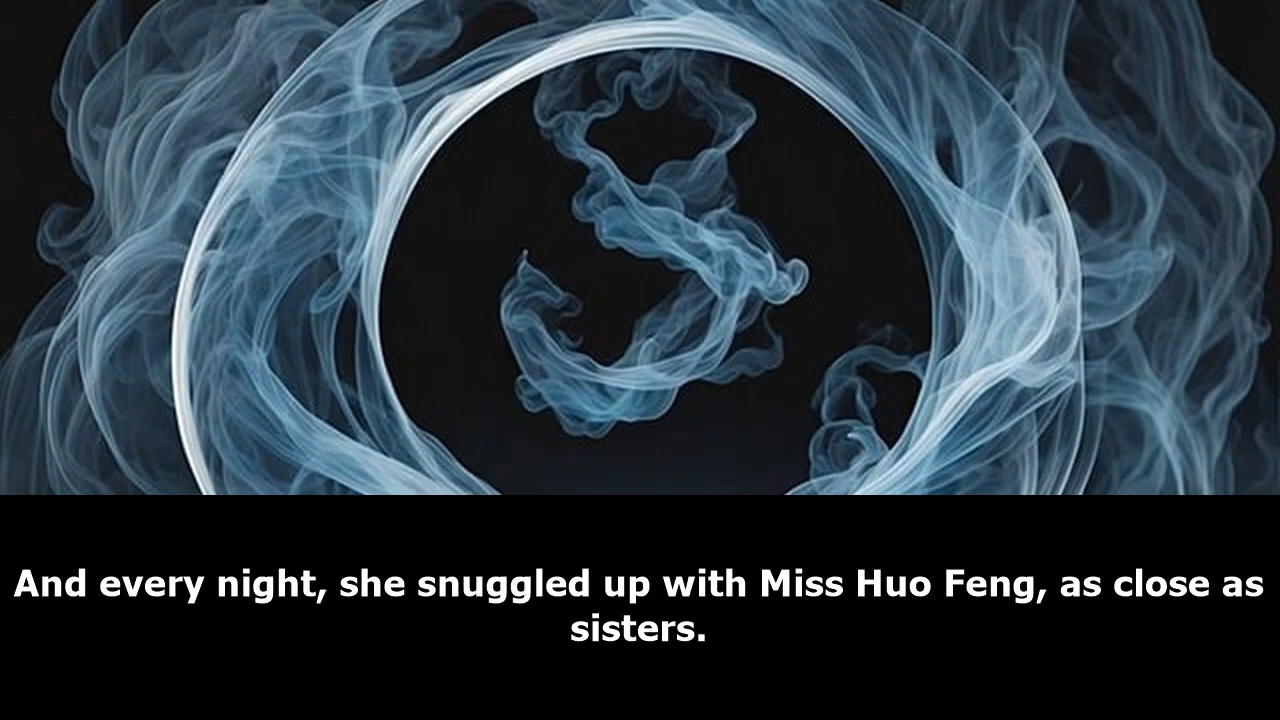 And every night, she snuggled up with Miss Huo Feng, as close as
sisters.